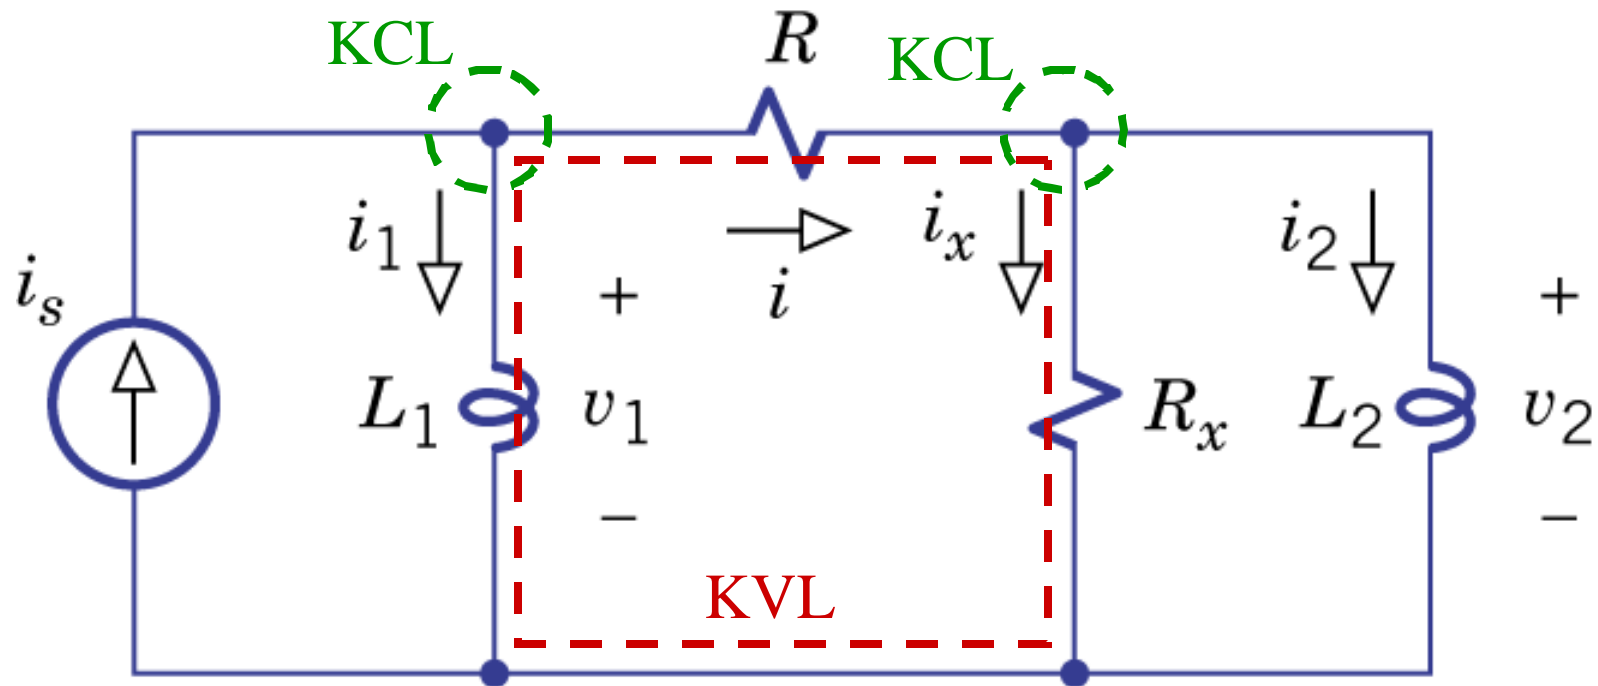 KCL
R
KCL
i₁
i
iₓ
i₂
iₛ
+
+
L₁
v₁
Rₓ
L₂
v₂
−
−
KVL